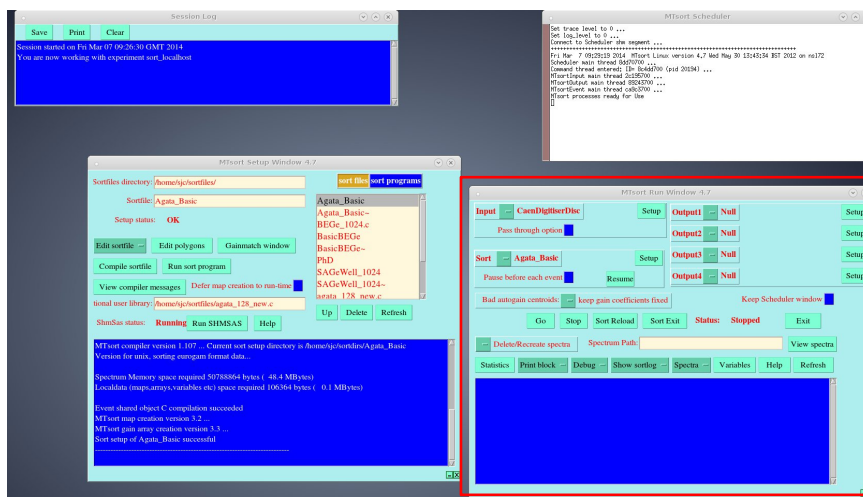 Session Log
Save Print Clear
Session started on Fri Mar 07 09:26:30 GMT 2014
You are now working with experiment sort_localhost
MTsort Scheduler
Set trace level to 0 ...
Set log_level to 0 ...
Connect to Scheduler shm segment ...
Fri Mar 7 09:29:19 2014 MTsort Linux version 4.7 Wed May 30 13:43:34 BST 2012 on nsl72
Scheduler main thread 8dd70700 ...
Command thread entered: ID= 8c4dd700 (pid 20194) ...
MTsortInput main thread 2c195700 ...
MTsortOutput main thread 89243700 ...
MTsortEvent main thread ca9c3700 ...
MTsort processes ready for Use
MTsort Setup Window 4.7
Sortfiles directory: /home/sjc/sortfiles/
sort files sort programs
Sortfile: Agata_Basic
Setup status: OK
Edit sortfile Edit polygons Gainmatch window
Compile sortfile Run sort program
View compiler messages Defer map creation to run-time
tional user library: /home/sjc/sortfiles/agata_128_new.c
ShmSas status: Running Run SHMSAS Help
Agata_Basic
Agata_Basic~
BEGe_1024.c
BasicBEGe
BasicBEGe~
PhD
SAGeWell_1024
SAGeWell_1024~
agata_128_new.c
Up Delete Refresh
MTsort compiler version 1.107 ... Current sort setup directory is /home/sjc/sortdirs/Agata_Basic
Version for unix, sorting eurogam format data...
Spectrum Memory space required 50788864 bytes ( 48.4 MBytes)
Localdata (maps,arrays,variables etc) space required 106364 bytes ( 0.1 MBytes)
Event shared object C compilation succeeded
MTsort map creation version 3.2 ...
MTsort gain array creation version 3.3 ...
Sort setup of Agata_Basic successful
MTsort Run Window 4.7
Input CaenDigitiserDisc Setup
Pass through option
Sort Agata_Basic Setup
Pause before each event Resume
Output1 Null Setup
Output2 Null Setup
Output3 Null Setup
Output4 Null Setup
Bad autogain centroids: keep gain coefficients fixed Keep Scheduler window
Go Stop Sort Reload Sort Exit Status: Stopped Exit
Delete/Recreate spectra Spectrum Path: View spectra
Statistics Print block Debug Show sortlog Spectra Variables Help Refresh